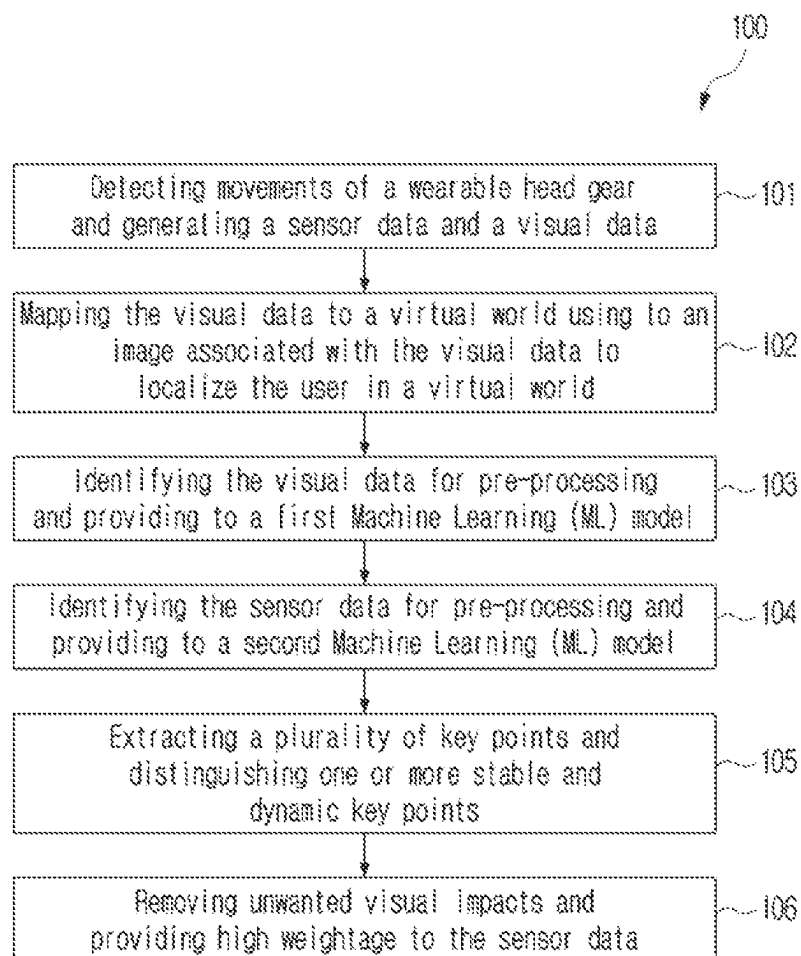 100
Detecting movements of a wearable head gear
and generating a sensor data and a visual data
101
Mapping the visual data to a virtual world using to an
image associated with the visual data to
localize the user in a virtual world
102
Identifying the visual data for pre-processing
and providing to a first Machine Learning (ML) model
103
Identifying the sensor data for pre-processing and
providing to a second Machine Learning (ML) model
104
Extracting a plurality of key points and
distinguishing one or more stable and
dynamic key points
105
Removing unwanted visual impacts and
providing high weightage to the sensor data
106